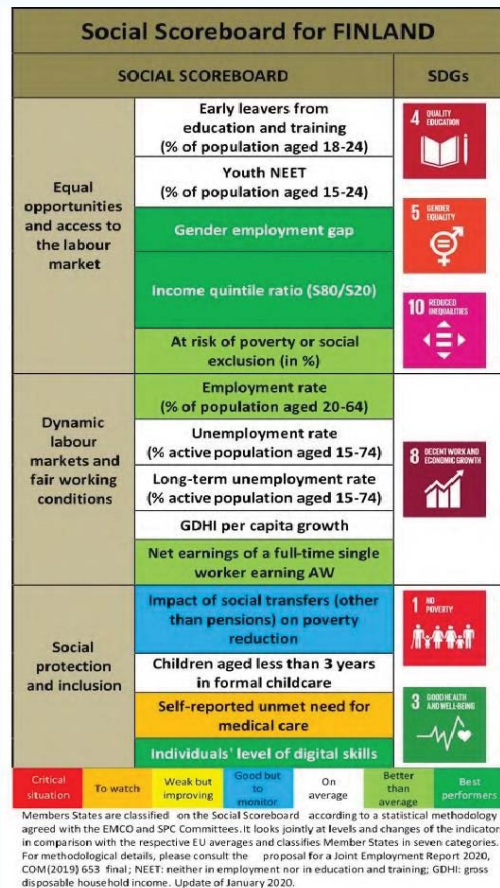 Social Scoreboard for FINLAND
SOCIAL SCOREBOARD
SDGs
Equal
opportunities
and access to
the labour
market
Early leavers from
education and training
(% of population aged 18-24)
Youth NEET
(% of population aged 15-24)
Gender employment gap
Income quintile ratio (S80/S20)
At risk of poverty or social
exclusion (in %)
4 QUALITY
EDUCATION
5 GENDER
EQUALITY
10 REDUCED
INEQUALITIES
Dynamic
labour
markets and
fair working
conditions
Employment rate
(% of population aged 20-64)
Unemployment rate
(% active population aged 15-74)
Long-term unemployment rate
(% active population aged 15-74)
GDHI per capita growth
Net earnings of a full-time single
worker earning AW
8 DECENT WORK AND
ECONOMIC GROWTH
Social
protection
and inclusion
Impact of social transfers (other
than pensions) on poverty
reduction
Children aged less than 3 years
in formal childcare
Self-reported unmet need for
medical care
Individuals' level of digital skills
1 NO
POVERTY
3 GOOD HEALTH
AND WELL-BEING
Critical
situation
To watch
Weak but
improving
Good but
to
monitor
On
average
Better
than
average
Best
performers
Members States are classified on the Social Scoreboard according to a statistical methodology
agreed with the EMCO and SPC Committees. It looks jointly at levels and changes of the indicator
in comparison with the respective EU averages and classifies Member States in seven categories.
For methodological details, please consult the proposal for a Joint Employment Report 2020,
COM(2019) 653 final; NEET: neither in employment nor in education and training; GDHI: gross
disposable household income. Update of January 2020.